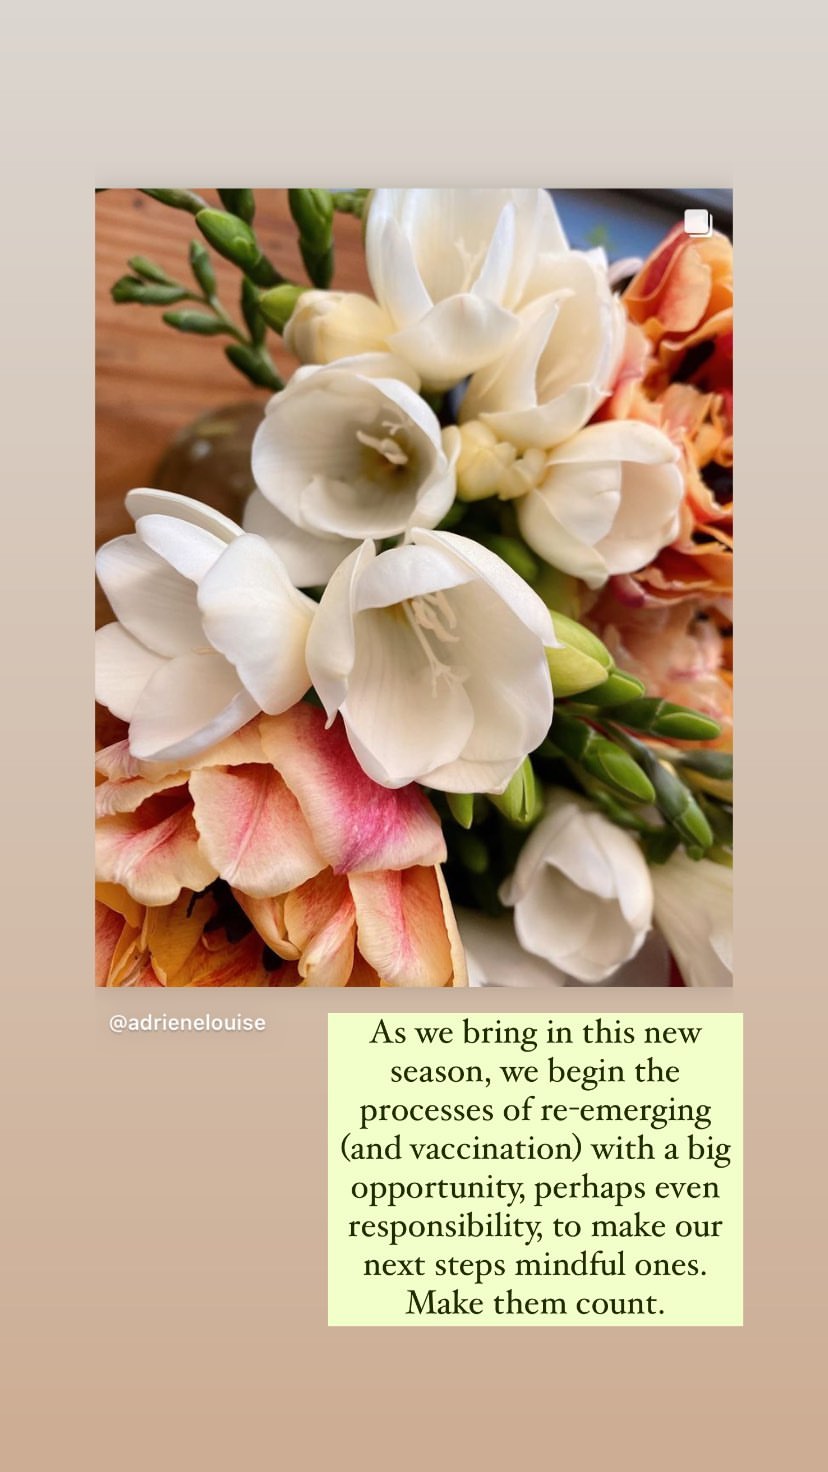 @adrienelouise
As we bring in this new
season, we begin the
processes of re-emerging
(and vaccination) with a big
opportunity, perhaps even
responsibility, to make our
next steps mindful ones.
Make them count.